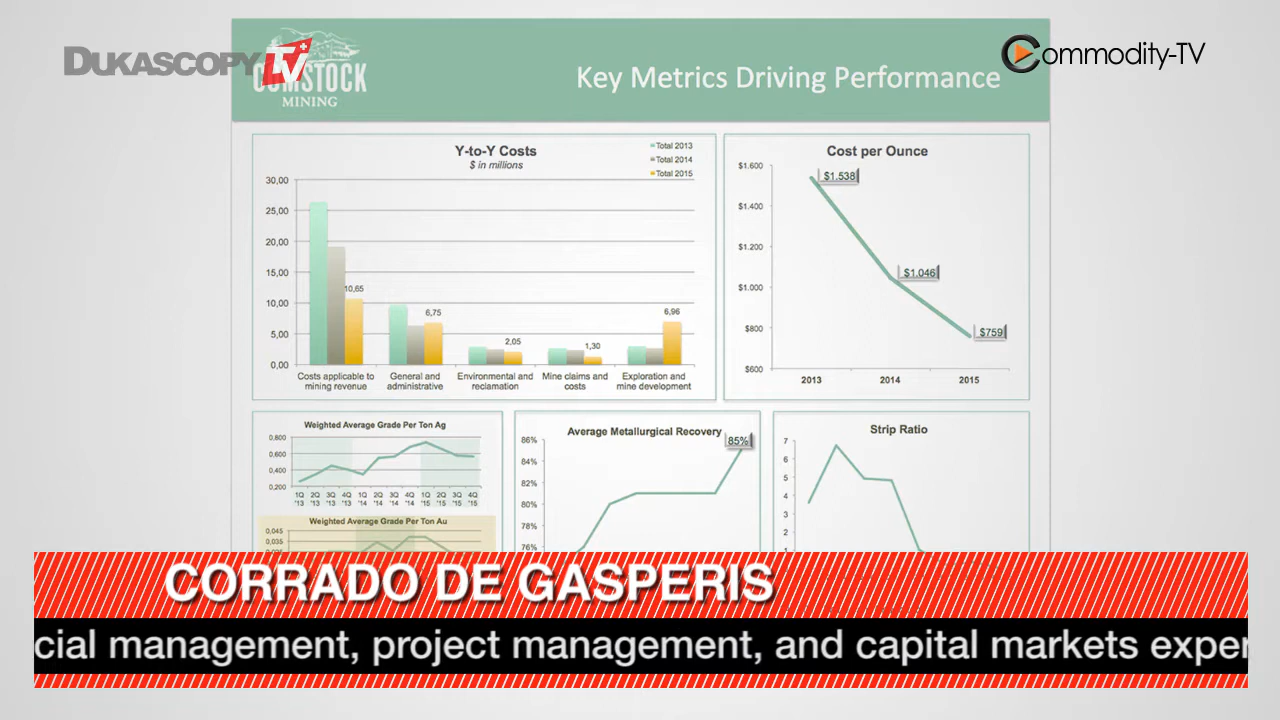 DUKASCOPY TV
COMSTOCK
MINING
Key Metrics Driving Performance
Commodity-TV
Y-to-Y Costs
$ in millions
Total 2013
Total 2014
Total 2015
30,00
25,00
20,00
15,00
10,00
5,00
0,00
10,65
6,75
2,05
1,30
6,96
Costs applicable to
mining revenue
General and
administrative
Environmental and
reclamation
Mine claims and
costs
Exploration and
mine development
Cost per Ounce
$1.600
$1.400
$1.200
$1.000
$800
$600
$1.538
$1.046
$759
2013 2014 2015
Weighted Average Grade Per Ton Ag
0,800
0,600
0,400
0,200
1Q 2Q 3Q 4Q 1Q 2Q 3Q 4Q 1Q 2Q 3Q 4Q
'13 '13 '13 '13 '14 '14 '14 '14 '15 '15 '15 '15
Weighted Average Grade Per Ton Au
0,045
0,035
Average Metallurgical Recovery
86%
84%
82%
80%
78%
76%
85%
Strip Ratio
7
6
5
4
3
2
1
CORRADO DE GASPERIS
cial management, project management, and capital markets exper